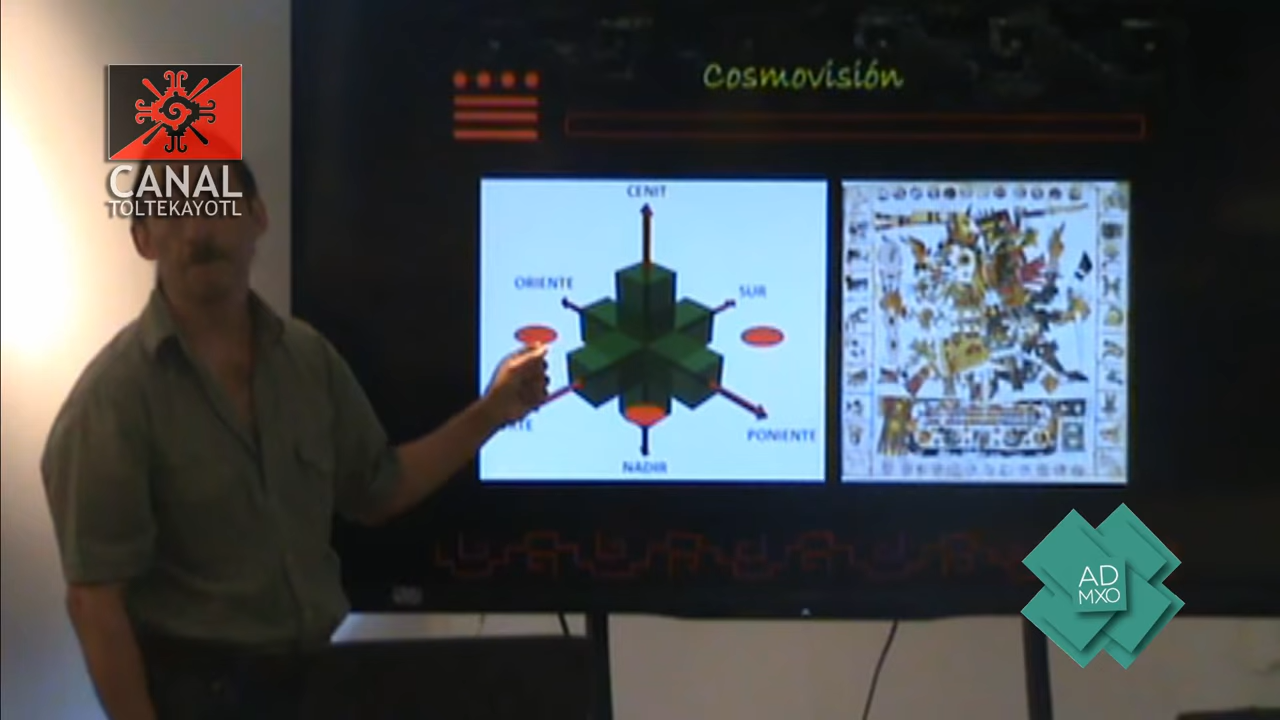 CANAL
TOLTEKAYOTL
Cosmovisión
CENIT
ORIENTE
SUR
PONIENTE
NADIR
AD
MXO